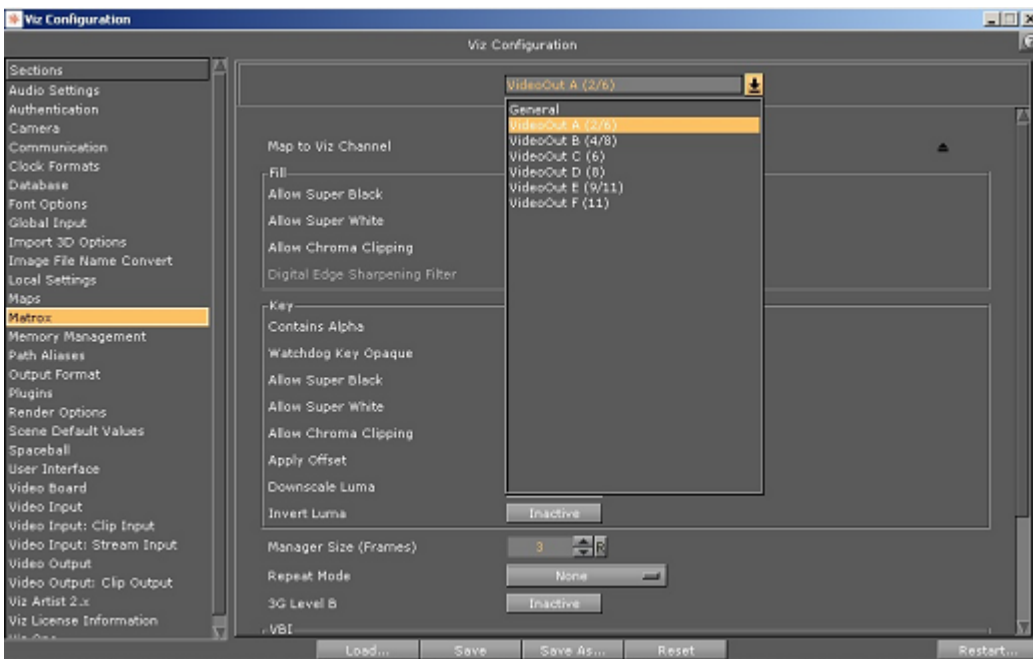 Viz Configuration
Viz Configuration
Sections
Audio Settings
Authentication
Camera
Communication
Clock Formats
Database
Font Options
Global Input
Import 3D Options
Image File Name Convert
Local Settings
Maps
Matrox
Memory Management
Path Aliases
Output Format
Plugins
Render Options
Scene Default Values
Spaceball
User Interface
Video Board
Video Input
Video Input: Clip Input
Video Input: Stream Input
Video Output
Video Output: Clip Output
Viz Artist 2.x
Viz License Information
VideoOut A (2/6)
General
VideoOut A (2/6)
VideoOut B (4/8)
VideoOut C (6)
VideoOut D (8)
VideoOut E (9/11)
VideoOut F (11)
Map to Viz Channel
Fill
Allow Super Black
Allow Super White
Allow Chroma Clipping
Digital Edge Sharpening Filter
Key
Contains Alpha
Watchdog Key Opaque
Allow Super Black
Allow Super White
Allow Chroma Clipping
Apply Offset
Downscale Luma
Invert Luma Inactive
Manager Size (Frames) 3 R
Repeat Mode None
3G Level B Inactive
VBI
Load... Save Save As... Reset Restart...